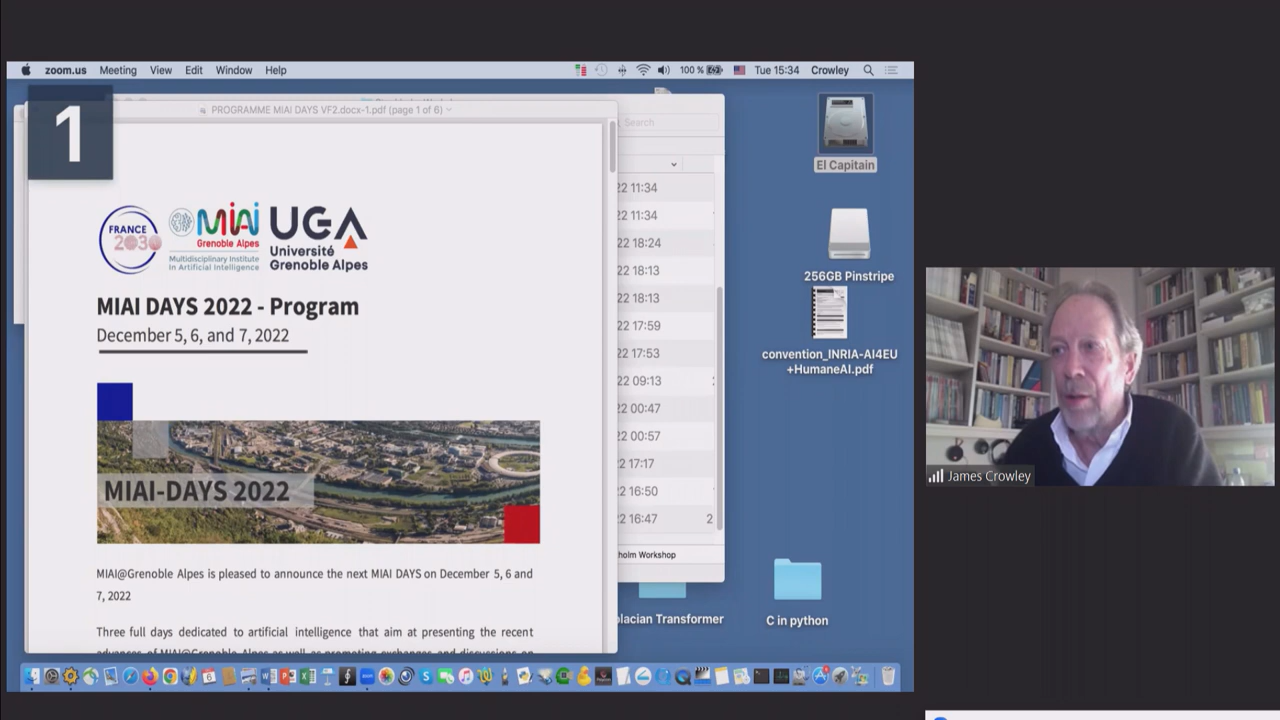 zoom.us Meeting View Edit Window Help 100 % Tue 15:34 Crowley
PROGRAMME MIAI DAYS VF2.docx-1.pdf (page 1 of 6)
1
FRANCE
2030
MIAI
Grenoble Alpes
Multidisciplinary Institute
In Artificial Intelligence
UGA
Université
Grenoble Alpes
MIAI DAYS 2022 - Program
December 5, 6, and 7, 2022
MIAI-DAYS 2022
MIAI@Grenoble Alpes is pleased to announce the next MIAI DAYS on December 5, 6 and
7, 2022
Three full days dedicated to artificial intelligence that aim at presenting the recent
Search
22 11:34
22 11:34
22 18:24
22 18:13
22 18:13
22 17:59
22 17:53
22 09:13
22 00:47
22 00:57
22 17:17
22 16:50
22 16:47 2
holm Workshop
El Capitain
256GB Pinstripe
convention_INRIA-AI4EU
+HumaneAI.pdf
placian Transformer
C in python
James Crowley